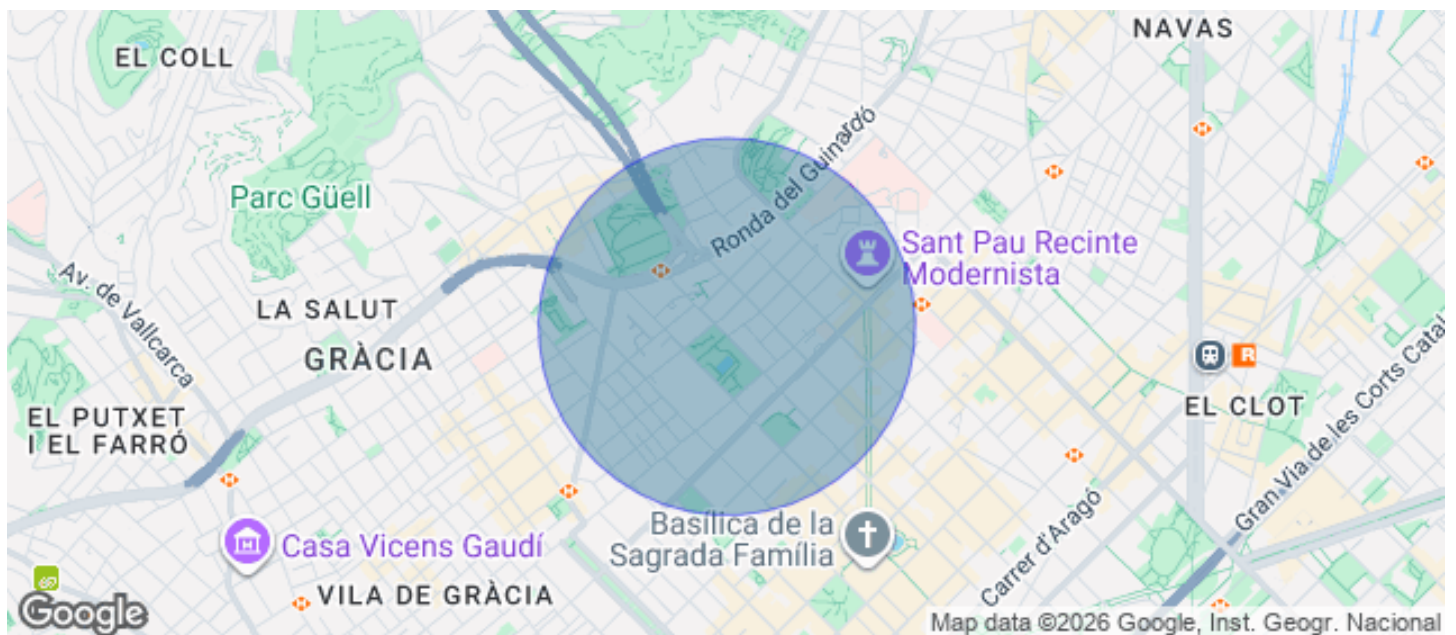 NAVAS
EL COLL
Ronda del Guinardó
Parc Güell
Sant Pau Recinte
Modernista
Av. de Vallcarca
LA SALUT
GRÀCIA
R
EL PUTXET
I EL FARRÓ
EL CLOT
Gran Via de les Corts Catal
Basílica de la
Sagrada Família
Carrer d'Aragó
Casa Vicens Gaudí
VILA DE GRÀCIA
Google
Map data ©2026 Google, Inst. Geogr. Nacional